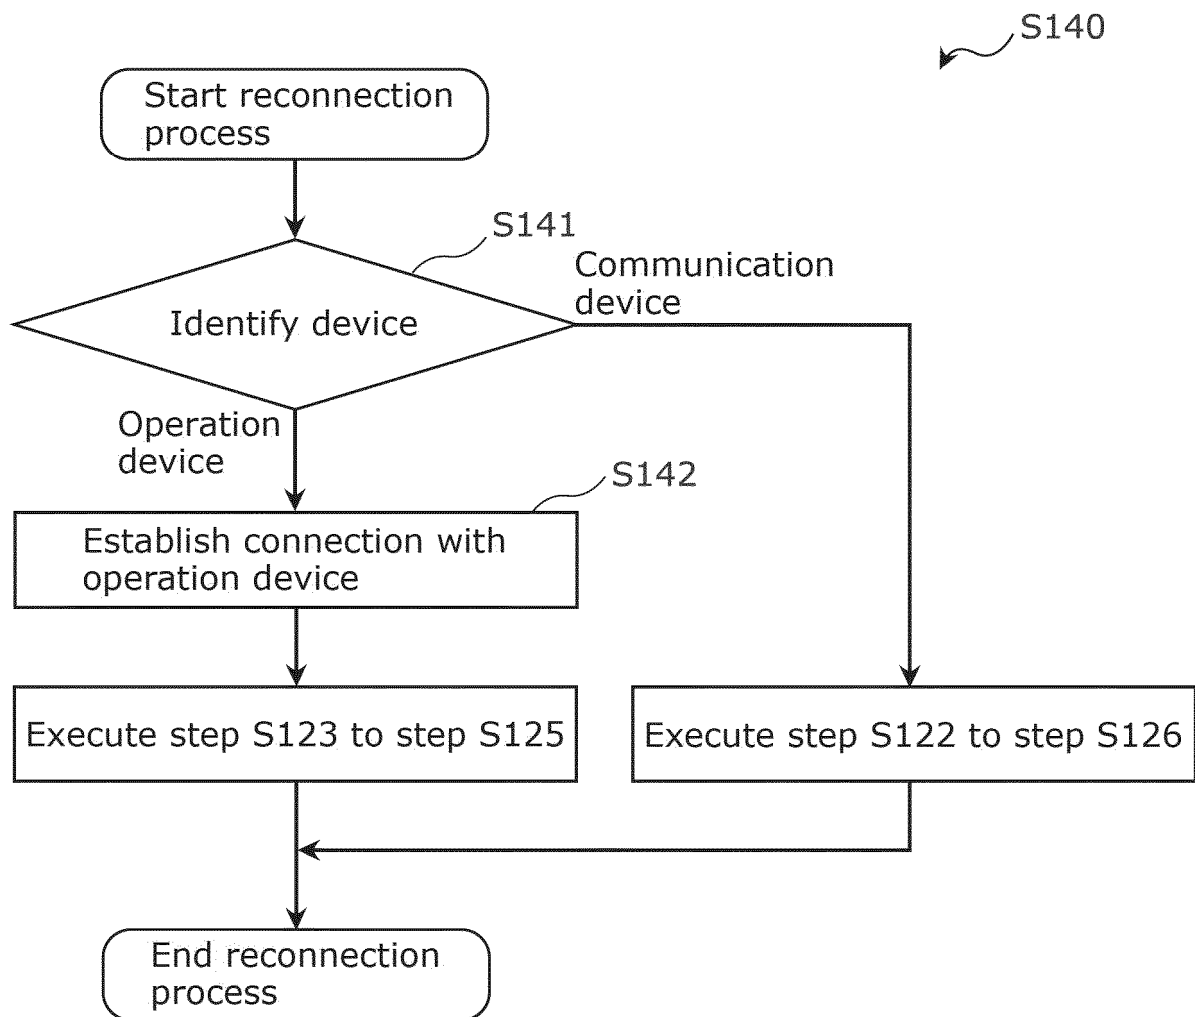 S140
Start reconnection
process
S141
Communication
device
Identify device
Operation
device
S142
Establish connection with
operation device
Execute step S123 to step S125
Execute step S122 to step S126
End reconnection
process